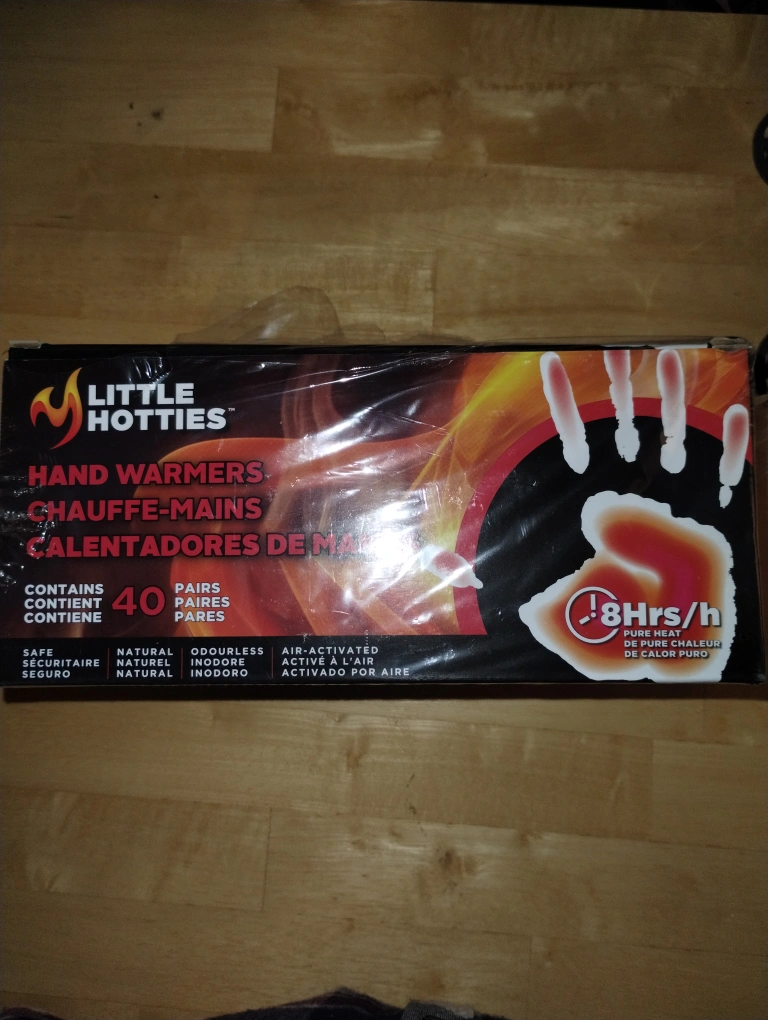 LITTLE
HOTTIES™
HAND WARMERS
CHAUFFE-MAINS
CALENTADORES DE
CONTAINS
CONTIENT
CONTIENE
40
PAIRS
PAIRES
PARES
SAFE
SÉCURITAIRE
SEGURO
NATURAL
NATUREL
NATURAL
ODOURLESS
INODORE
INODORO
AIR-ACTIVATED
ACTIVÉ À L'AIR
ACTIVADO POR AIRE
8Hrs/h
PURE HEAT
DE PURE CHALEUR
DE CALOR PURO